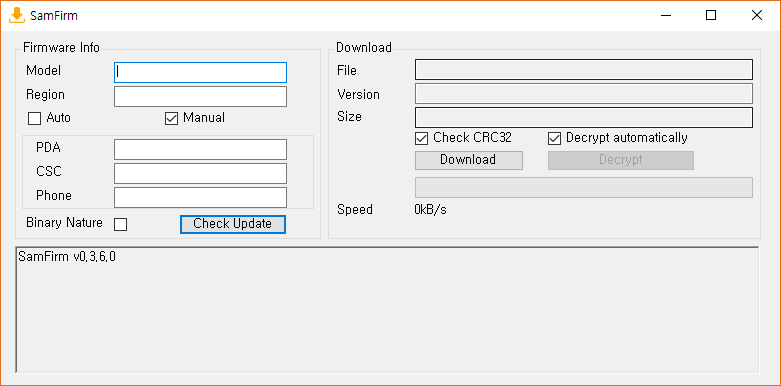 SamFirm
Firmware Info
Model
Region
Auto
Manual
PDA
CSC
Phone
Binary Nature
Check Update
Download
File
Version
Size
Check CRC32
Decrypt automatically
Download
Decrypt
Speed
0kB/s
SamFirm v0,3,6,0